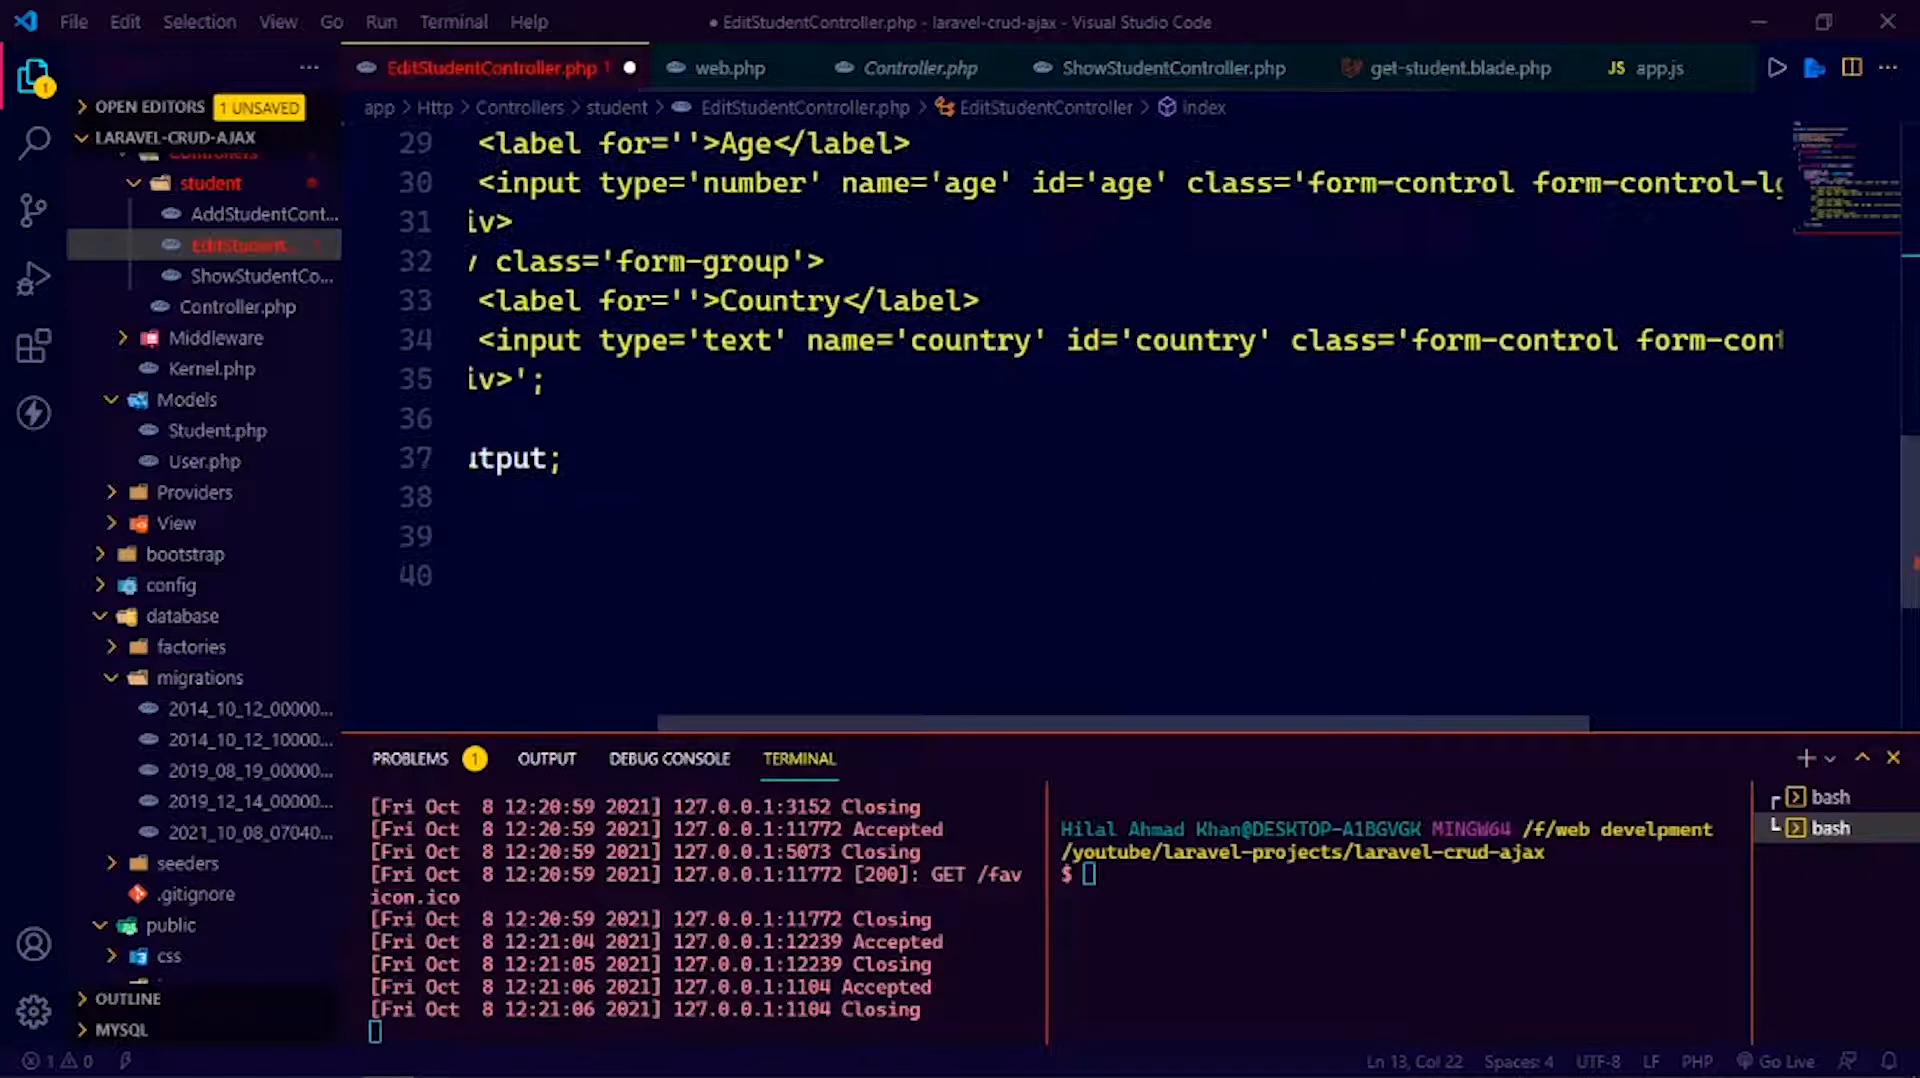 File Edit Selection View Go Run Terminal Help
● EditStudentController.php - laravel-crud-ajax - Visual Studio Code
EditStudentController.php 1
web.php
Controller.php
ShowStudentController.php
get-student.blade.php
JS app.js
OPEN EDITORS 1 UNSAVED
LARAVEL-CRUD-AJAX
Controllers
student
AddStudentCont...
EditStudent... 1
ShowStudentCo...
Controller.php
Middleware
Kernel.php
Models
Student.php
User.php
Providers
View
bootstrap
config
database
factories
migrations
2014_10_12_00000...
2014_10_12_10000...
2019_08_19_00000...
2019_12_14_00000...
2021_10_08_07040...
seeders
.gitignore
public
css
OUTLINE
MYSQL
app > Http > Controllers > student > EditStudentController.php > EditStudentController > index
29 <label for=''>Age</label>
30 <input type='number' name='age' id='age' class='form-control form-control-lg
31 iv>
32 v class='form-group'>
33 <label for=''>Country</label>
34 <input type='text' name='country' id='country' class='form-control form-cont
35 iv>';
36
37 utput;
38
39
40
PROBLEMS 1 OUTPUT DEBUG CONSOLE TERMINAL
[Fri Oct 8 12:20:59 2021] 127.0.0.1:3152 Closing
[Fri Oct 8 12:20:59 2021] 127.0.0.1:11772 Accepted
[Fri Oct 8 12:20:59 2021] 127.0.0.1:5073 Closing
[Fri Oct 8 12:20:59 2021] 127.0.0.1:11772 [200]: GET /fav
icon.ico
[Fri Oct 8 12:20:59 2021] 127.0.0.1:11772 Closing
[Fri Oct 8 12:21:04 2021] 127.0.0.1:12239 Accepted
[Fri Oct 8 12:21:05 2021] 127.0.0.1:12239 Closing
[Fri Oct 8 12:21:06 2021] 127.0.0.1:1104 Accepted
[Fri Oct 8 12:21:06 2021] 127.0.0.1:1104 Closing
Hilal Ahmad Khan@DESKTOP-A1BGVGK MINGW64 /f/web develpment
/youtube/laravel-projects/laravel-crud-ajax
$
bash
bash
1 0
Ln 13, Col 22 Spaces: 4 UTF-8 LF PHP Go Live